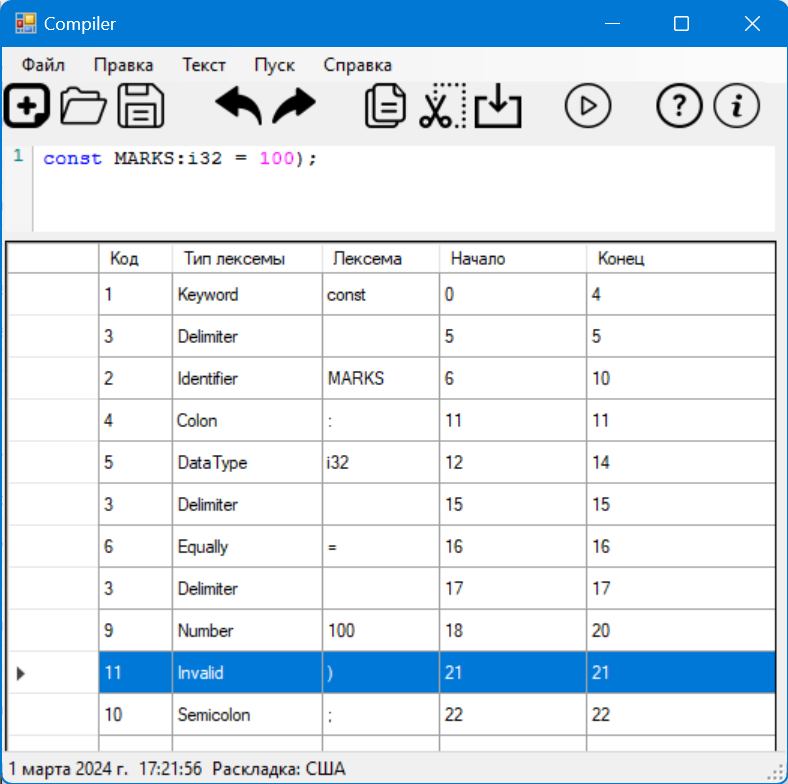 Compiler
Файл Правка Текст Пуск Справка
1 const MARKS:i32 = 100);
Код Тип лексемы Лексема Начало Конец
1 Keyword const 0 4
3 Delimiter 5 5
2 Identifier MARKS 6 10
4 Colon : 11 11
5 DataType i32 12 14
3 Delimiter 15 15
6 Equally = 16 16
3 Delimiter 17 17
9 Number 100 18 20
11 Invalid ) 21 21
10 Semicolon ; 22 22
1 марта 2024 г. 17:21:56 Раскладка: США